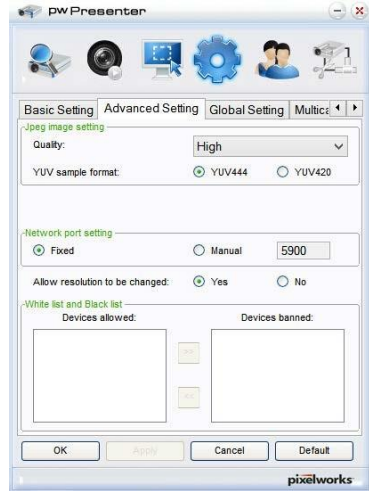 pwPresenter
Basic Setting Advanced Setting Global Setting Multica
Jpeg image setting
Quality: High
YUV sample format: YUV444 YUV420
Network port setting
Fixed Manual 5900
Allow resolution to be changed: Yes No
White list and Black list
Devices allowed: Devices banned:
>>
<<
OK Apply Cancel Default
pixelworks